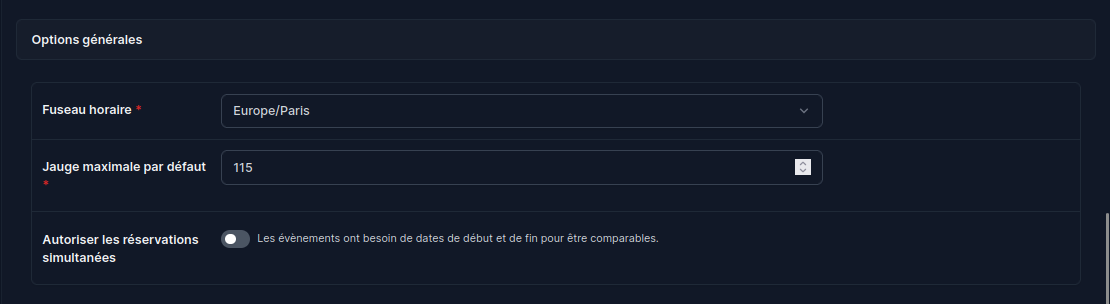 Options générales
Fuseau horaire *
Europe/Paris
Jauge maximale par défaut
*
115
Autoriser les réservations
simultanées
Les évènements ont besoin de dates de début et de fin pour être comparables.